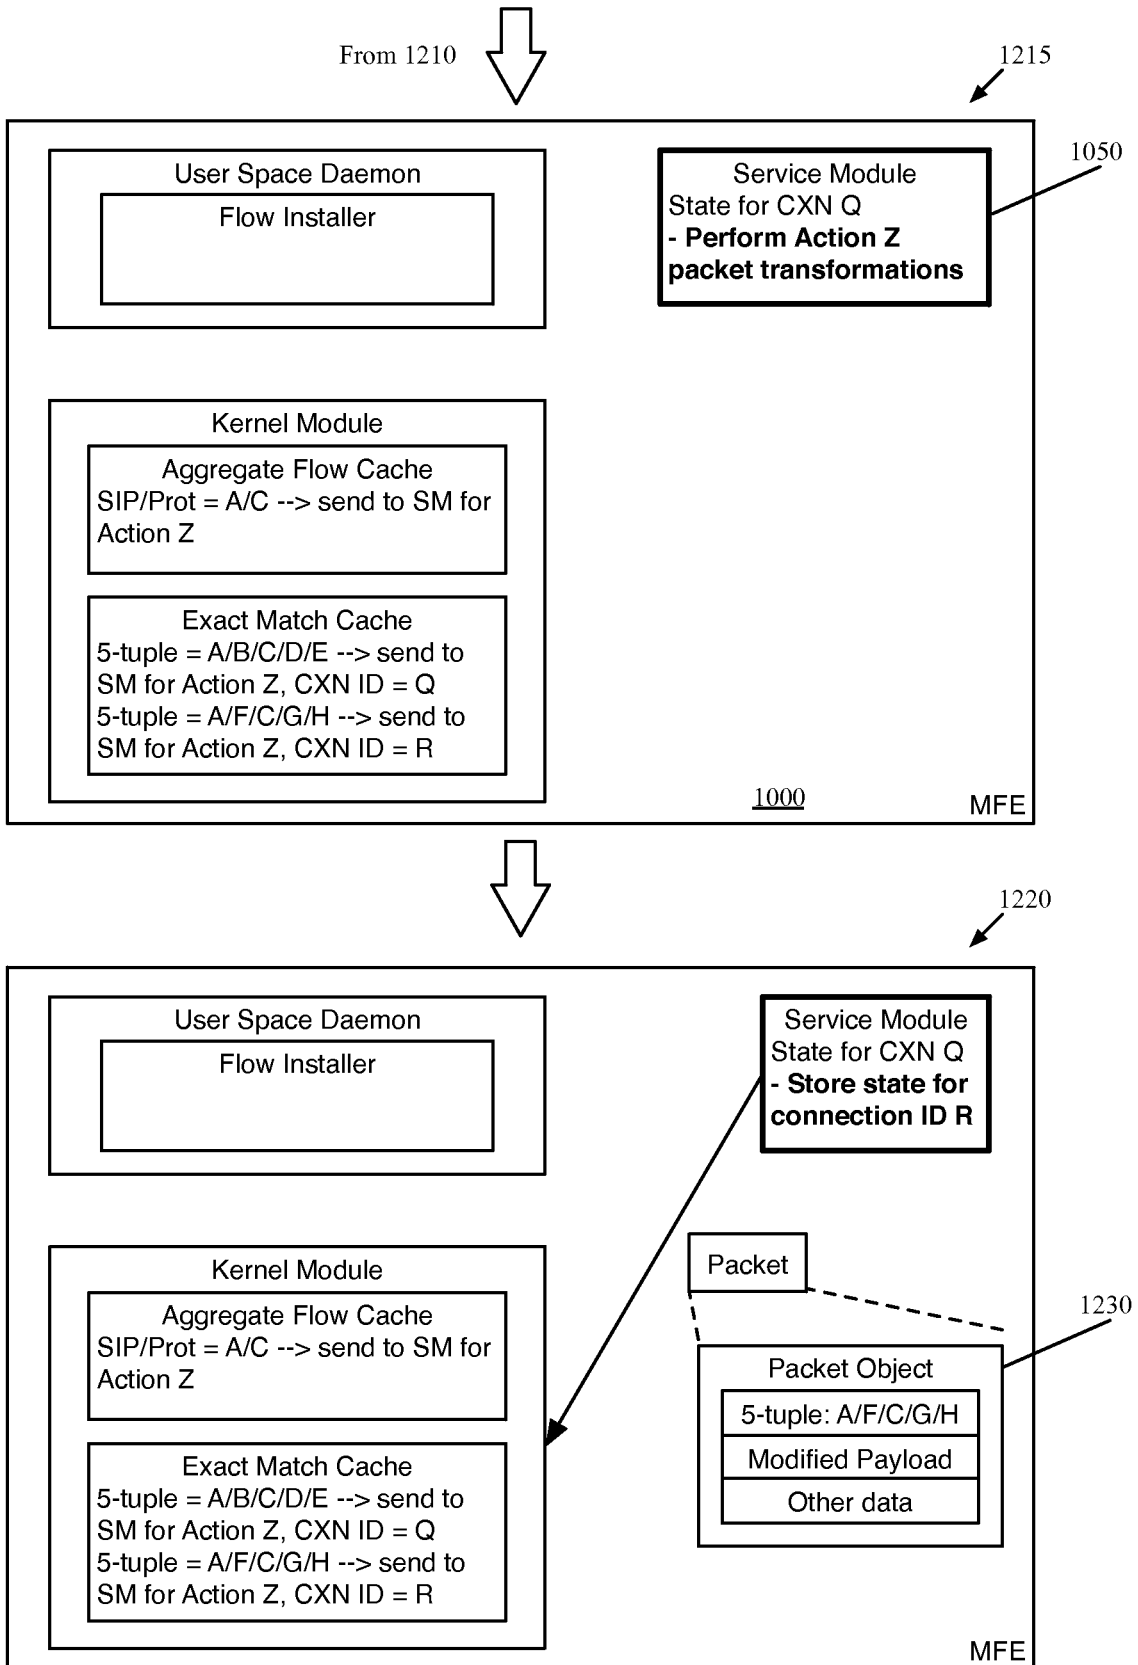 From 1210
1215
1050
User Space Daemon
Flow Installer
Service Module
State for CXN Q
- Perform Action Z
packet transformations
Kernel Module
Aggregate Flow Cache
SIP/Prot = A/C --> send to SM for
Action Z
Exact Match Cache
5-tuple = A/B/C/D/E --> send to
SM for Action Z, CXN ID = Q
5-tuple = A/F/C/G/H --> send to
SM for Action Z, CXN ID = R
1000
MFE
1220
User Space Daemon
Flow Installer
Service Module
State for CXN Q
- Store state for
connection ID R
Kernel Module
Aggregate Flow Cache
SIP/Prot = A/C --> send to SM for
Action Z
Exact Match Cache
5-tuple = A/B/C/D/E --> send to
SM for Action Z, CXN ID = Q
5-tuple = A/F/C/G/H --> send to
SM for Action Z, CXN ID = R
Packet
1230
Packet Object
5-tuple: A/F/C/G/H
Modified Payload
Other data
MFE